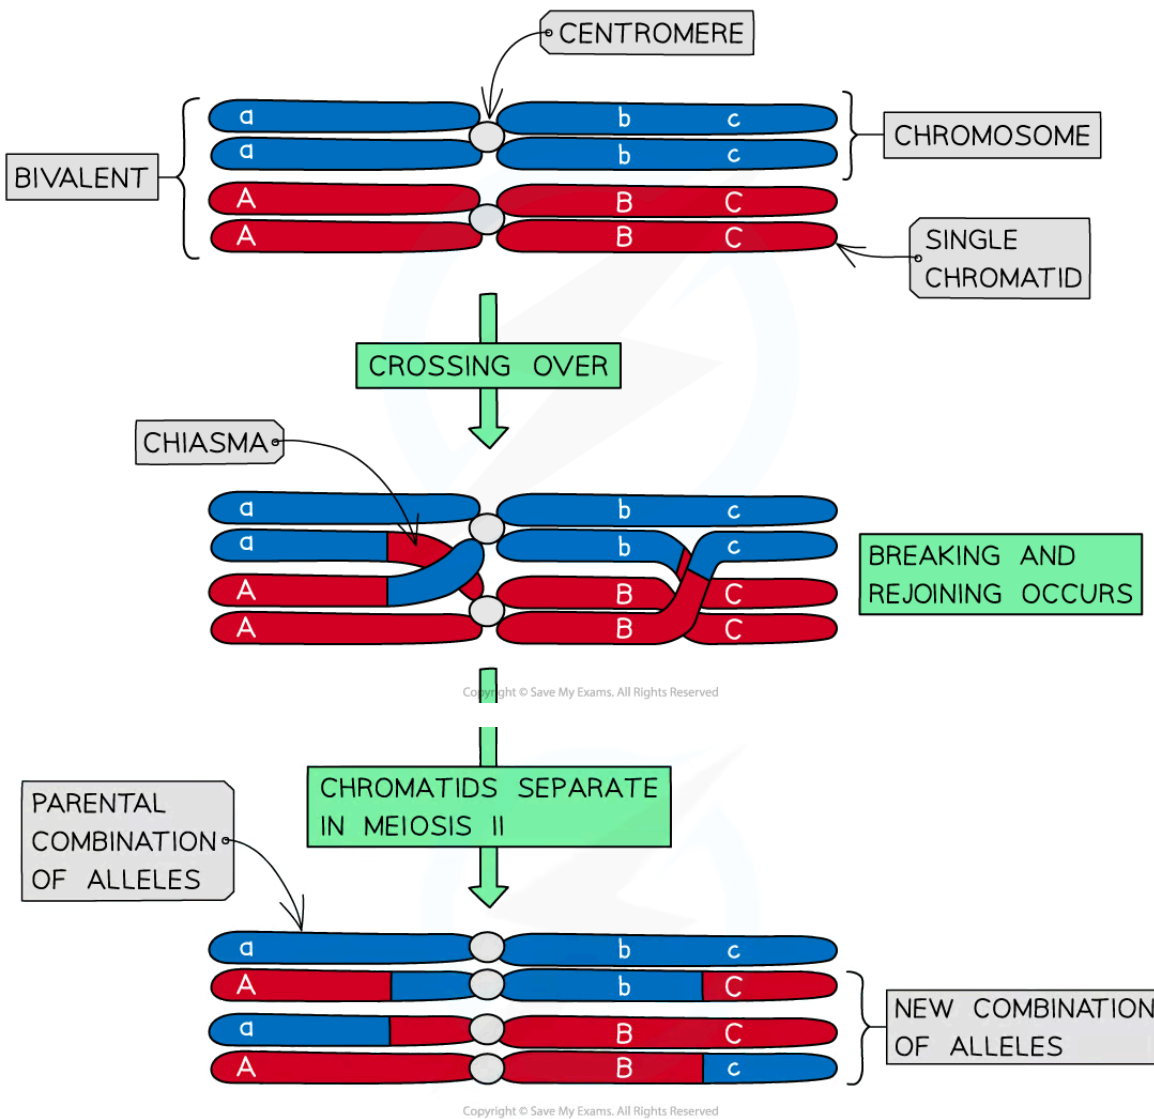 CENTROMERE
a b c
CHROMOSOME
a b c
BIVALENT
A B C
A B C
SINGLE
CHROMATID
CROSSING OVER
CHIASMA
a b c
a b c
BREAKING AND
REJOINING OCCURS
A B C
A B C
Copyright © Save My Exams. All Rights Reserved
CHROMATIDS SEPARATE
IN MEIOSIS II
PARENTAL
COMBINATION
OF ALLELES
a b c
A b C
NEW COMBINATION
OF ALLELES
a B C
A B c
Copyright © Save My Exams. All Rights Reserved